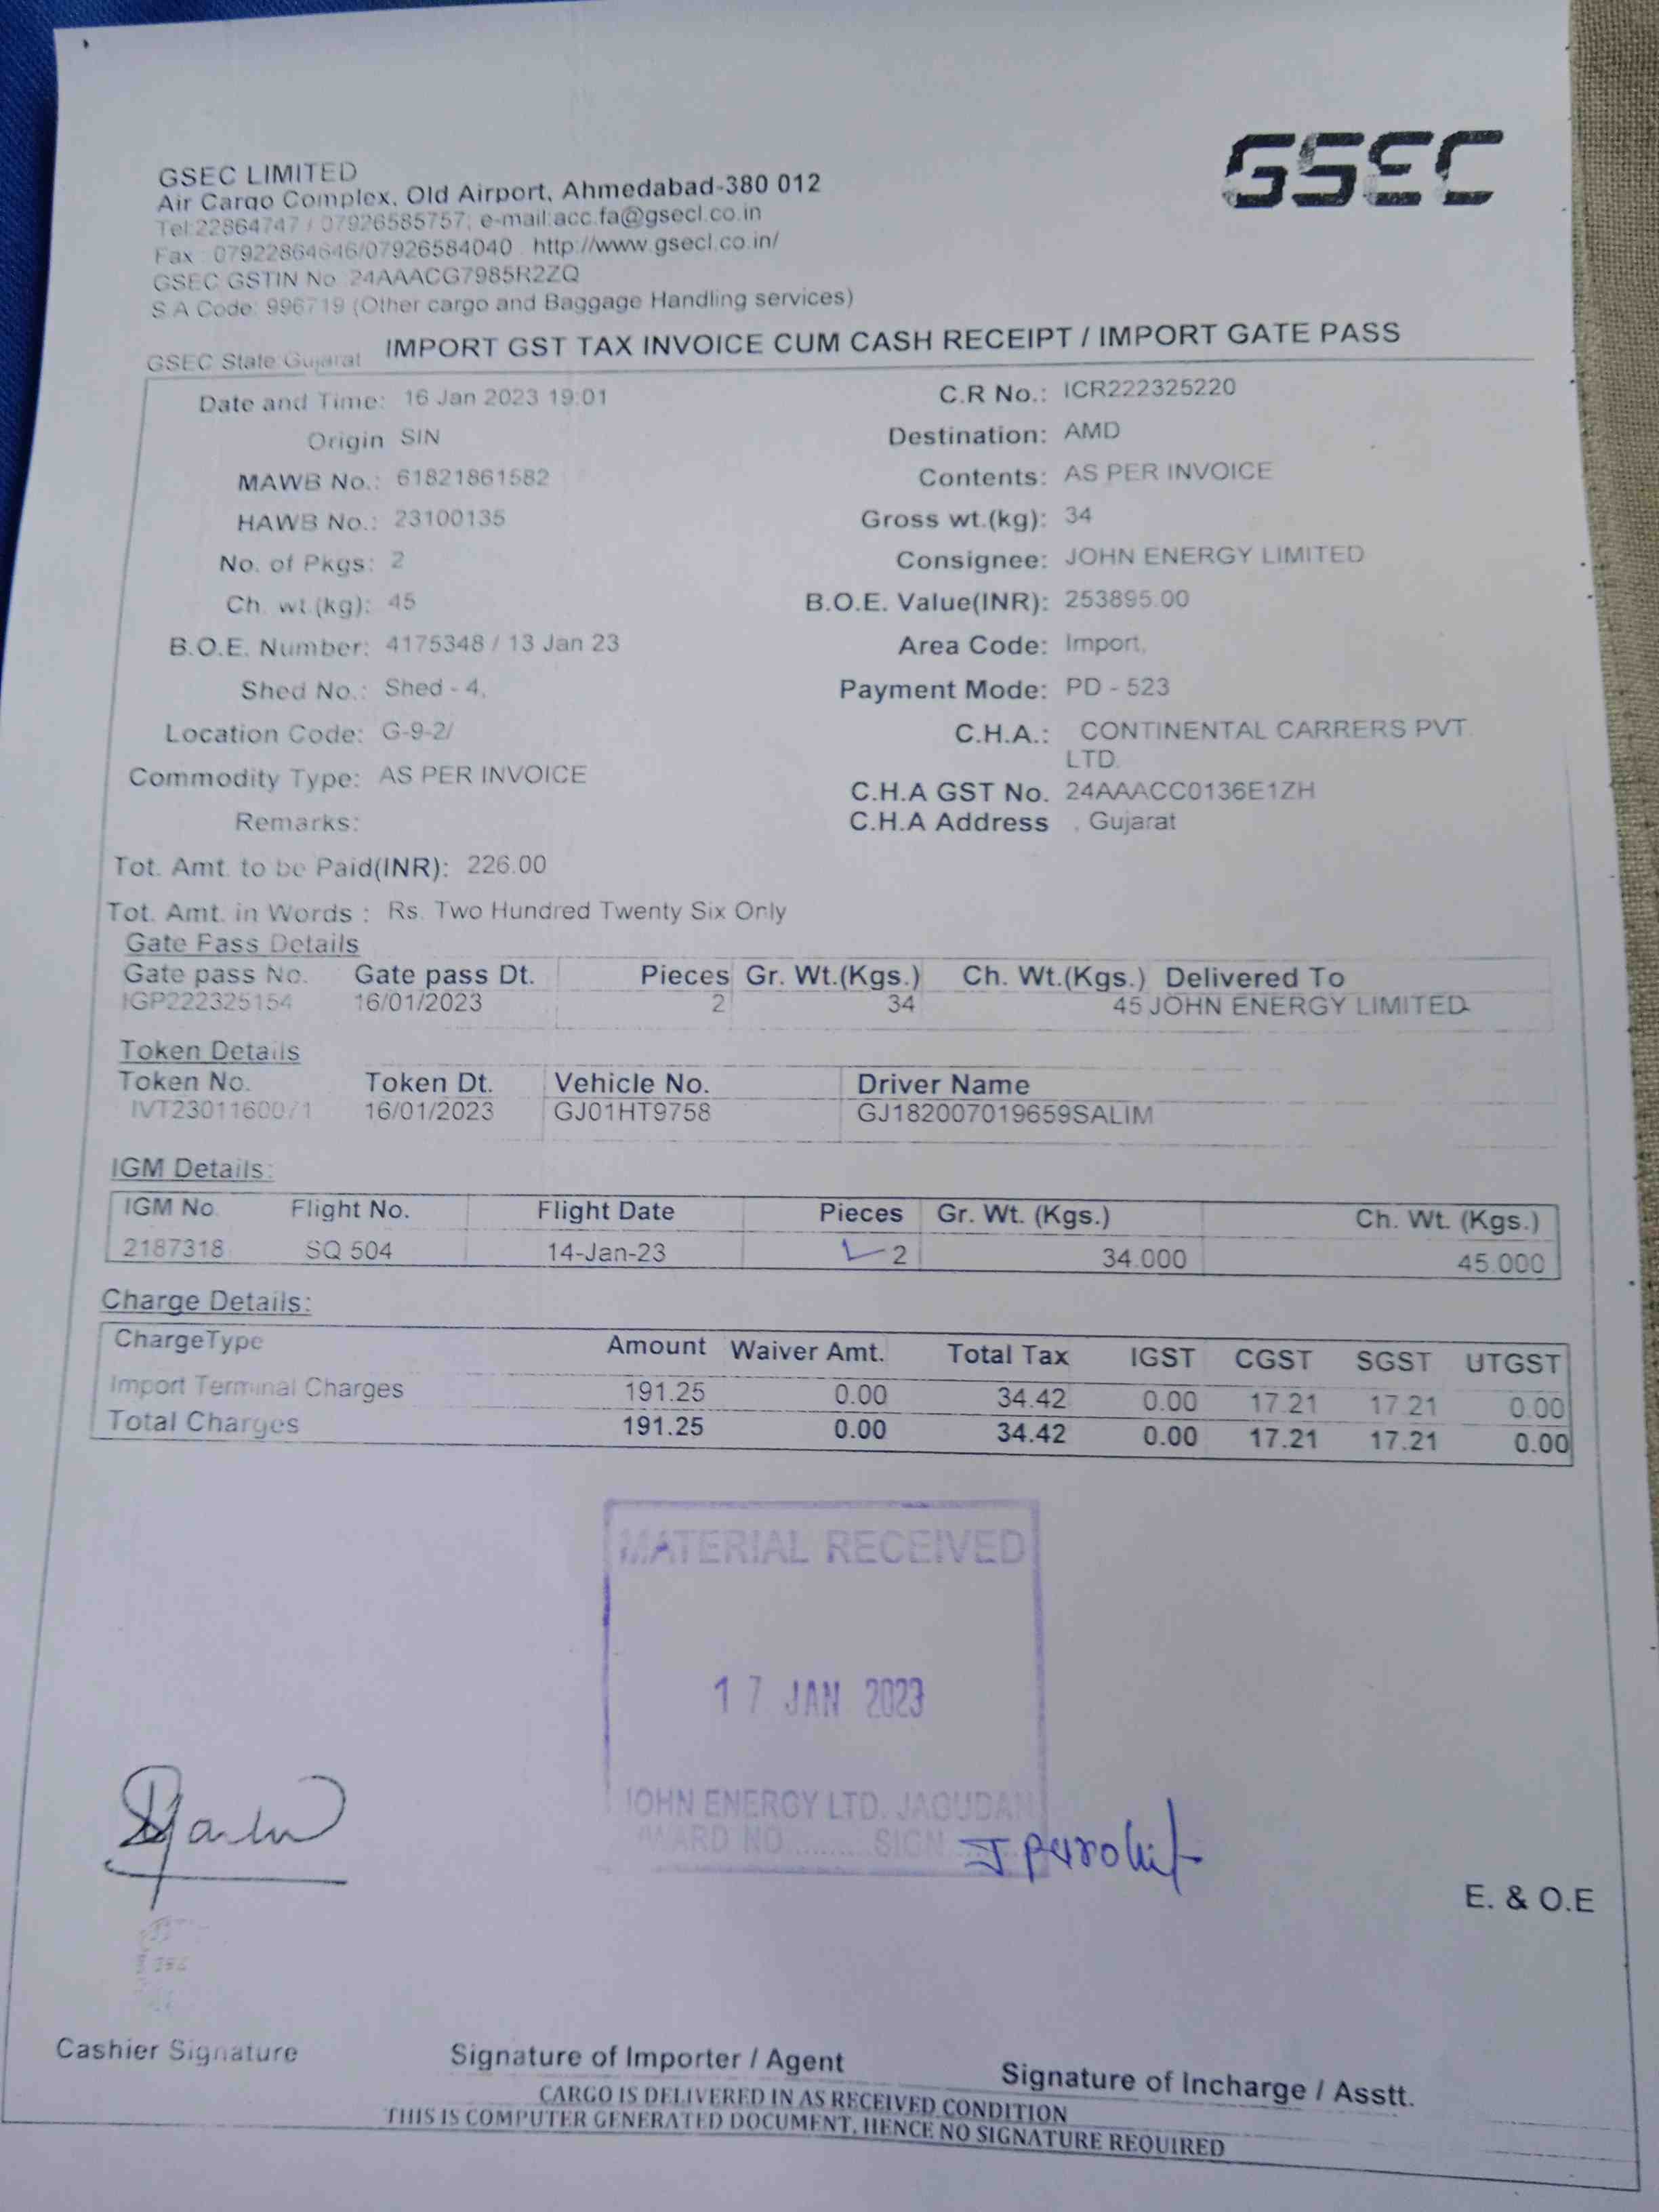 GSEC
GSEC LIMITED
Air Cargo Complex, Old Airport, Ahmedabad-380 012
Tel:22864747 / 07926585757; e-mail:acc.fa@gsecl.co.in
Fax : 07922864646/07926584040 http://www.gsecl.co.in/
GSEC GSTIN No 24AAACG7985R2ZQ
S A Code: 996719 (Other cargo and Baggage Handling services)
GSEC State Gujarat IMPORT GST TAX INVOICE CUM CASH RECEIPT / IMPORT GATE PASS
Date and Time: 16 Jan 2023 19:01 C.R No.: ICR222325220
Origin SIN Destination: AMD
MAWB No.: 61821861582 Contents: AS PER INVOICE
HAWB No.: 23100135 Gross wt.(kg): 34
No. of Pkgs: 2 Consignee: JOHN ENERGY LIMITED
Ch. wt.(kg): 45 B.O.E. Value(INR): 253895.00
B.O.E. Number: 4175348 / 13 Jan 23 Area Code: Import,
Shed No.: Shed - 4, Payment Mode: PD - 523
Location Code: G-9-2/ C.H.A.: CONTINENTAL CARRERS PVT.
LTD.
Commodity Type: AS PER INVOICE C.H.A GST No. 24AAACC0136E1ZH
Remarks: C.H.A Address , Gujarat
Tot. Amt. to be Paid(INR): 226.00
Tot. Amt. in Words : Rs. Two Hundred Twenty Six Only
Gate Pass Details
Gate pass No. Gate pass Dt. Pieces Gr. Wt.(Kgs.) Ch. Wt.(Kgs.) Delivered To
IGP222325154 16/01/2023 2 34 45 JOHN ENERGY LIMITED
Token Details
Token No. Token Dt. Vehicle No. Driver Name
IVT2301160071 16/01/2023 GJ01HT9758 GJ182007019659SALIM
IGM Details:
IGM No. Flight No. Flight Date Pieces Gr. Wt. (Kgs.) Ch. Wt. (Kgs.)
2187318 SQ 504 14-Jan-23 2 34.000 45.000
Charge Details:
ChargeType Amount Waiver Amt. Total Tax IGST CGST SGST UTGST
Import Terminal Charges 191.25 0.00 34.42 0.00 17.21 17.21 0.00
Total Charges 191.25 0.00 34.42 0.00 17.21 17.21 0.00
MATERIAL RECEIVED
17 JAN 2023
JOHN ENERGY LTD. JAGUDAN
WARD NO......... SIGN
J Purohit
E. & O.E
Cashier Signature Signature of Importer / Agent Signature of Incharge / Asstt.
CARGO IS DELIVERED IN AS RECEIVED CONDITION
THIS IS COMPUTER GENERATED DOCUMENT, HENCE NO SIGNATURE REQUIRED